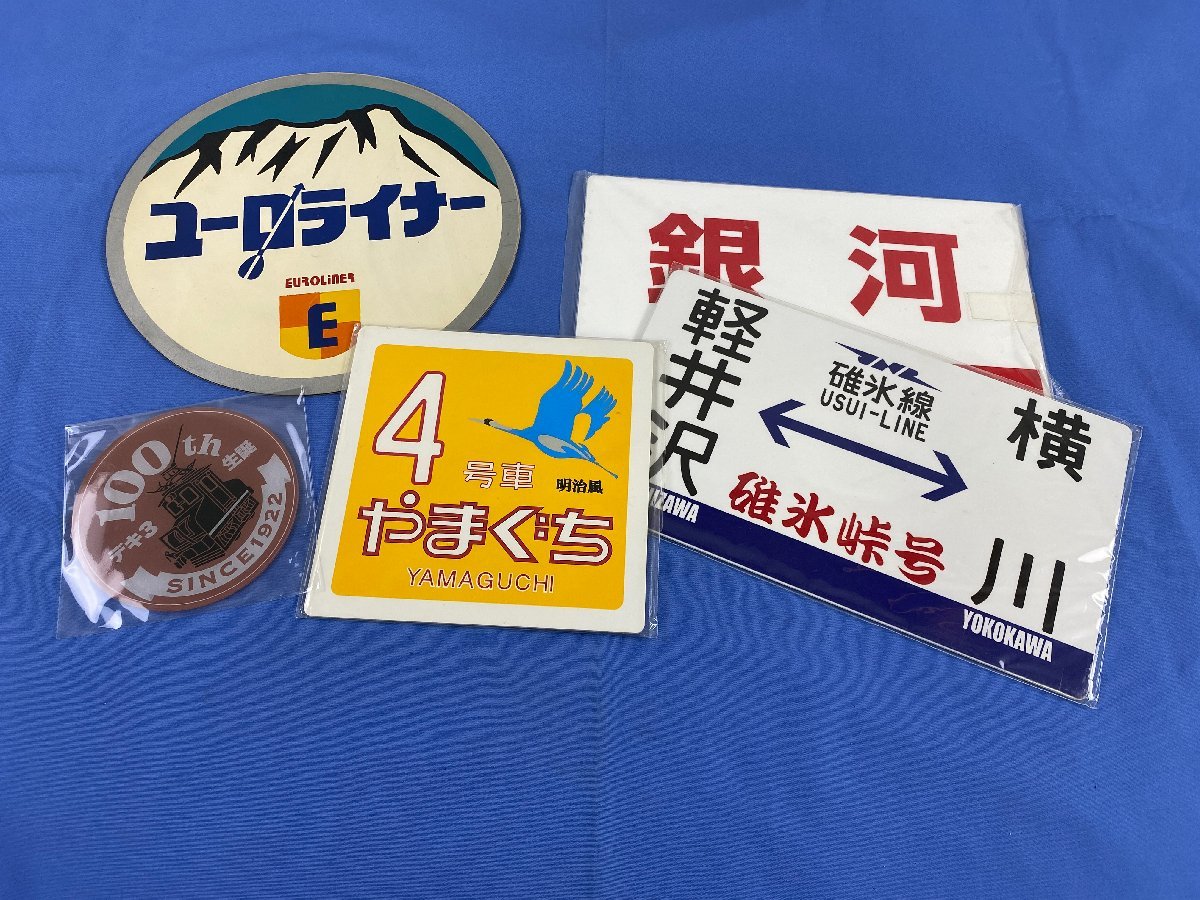 ユーロライナー
EUROLINER
E
銀河
軽井沢
JNR
碓氷線
USUI-LINE
横川
碓氷峠号
YOKOKAWA
4
号車
明治風
やまぐち
YAMAGUCHI
100th
生誕
デキ3
SINCE1922